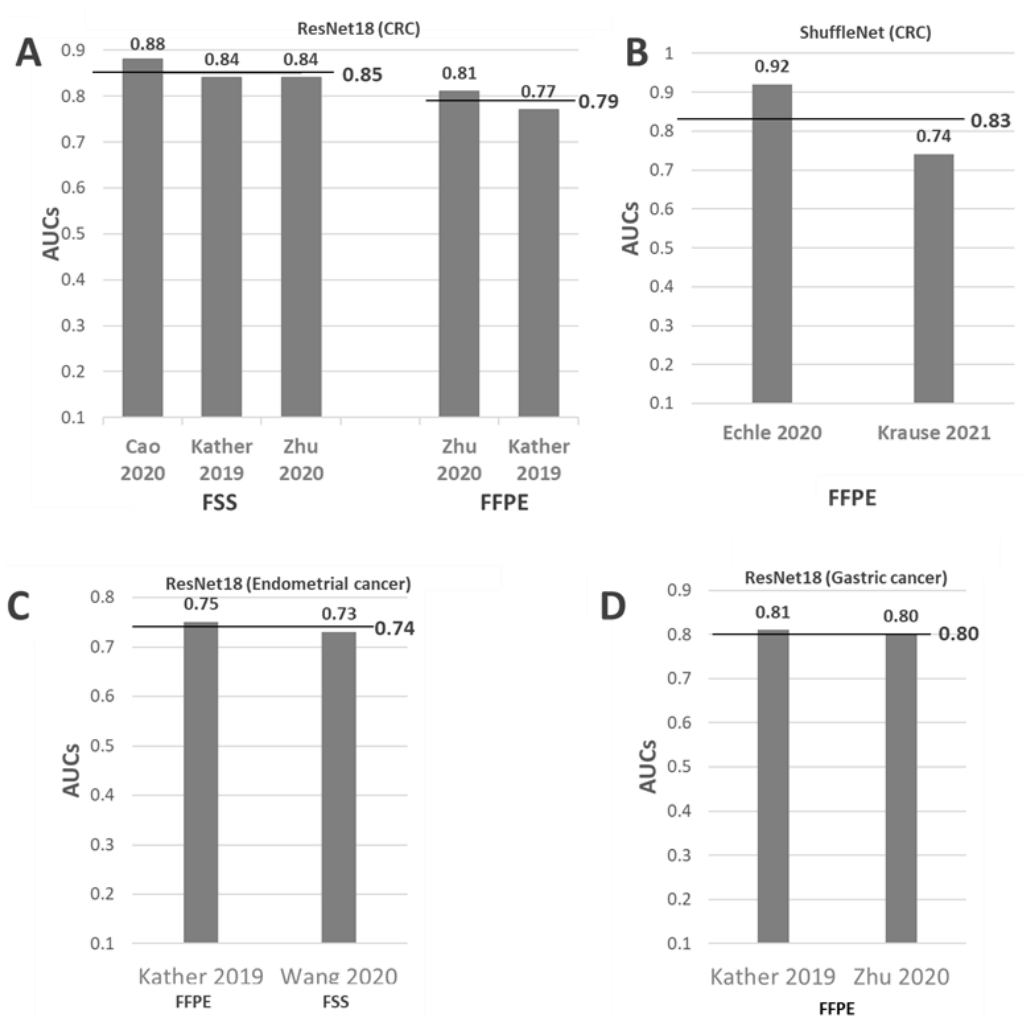 A
ResNet18 (CRC)
0.9
0.8
0.7
0.6
0.5
0.4
0.3
0.2
0.1
AUCs
0.88
0.84
0.84
0.85
0.81
0.77
0.79
Cao 2020
Kather 2019
Zhu 2020
Zhu 2020
Kather 2019
FSS
FFPE
B
ShuffleNet (CRC)
1
0.9
0.8
0.7
0.6
0.5
0.4
0.3
0.2
0.1
AUCs
0.92
0.83
0.74
Echle 2020
Krause 2021
FFPE
C
ResNet18 (Endometrial cancer)
0.8
0.7
0.6
0.5
0.4
0.3
0.2
0.1
AUCs
0.75
0.73
0.74
Kather 2019
Wang 2020
FFPE
FSS
D
ResNet18 (Gastric cancer)
0.9
0.8
0.7
0.6
0.5
0.4
0.3
0.2
0.1
AUCs
0.81
0.80
0.80
Kather 2019
Zhu 2020
FFPE